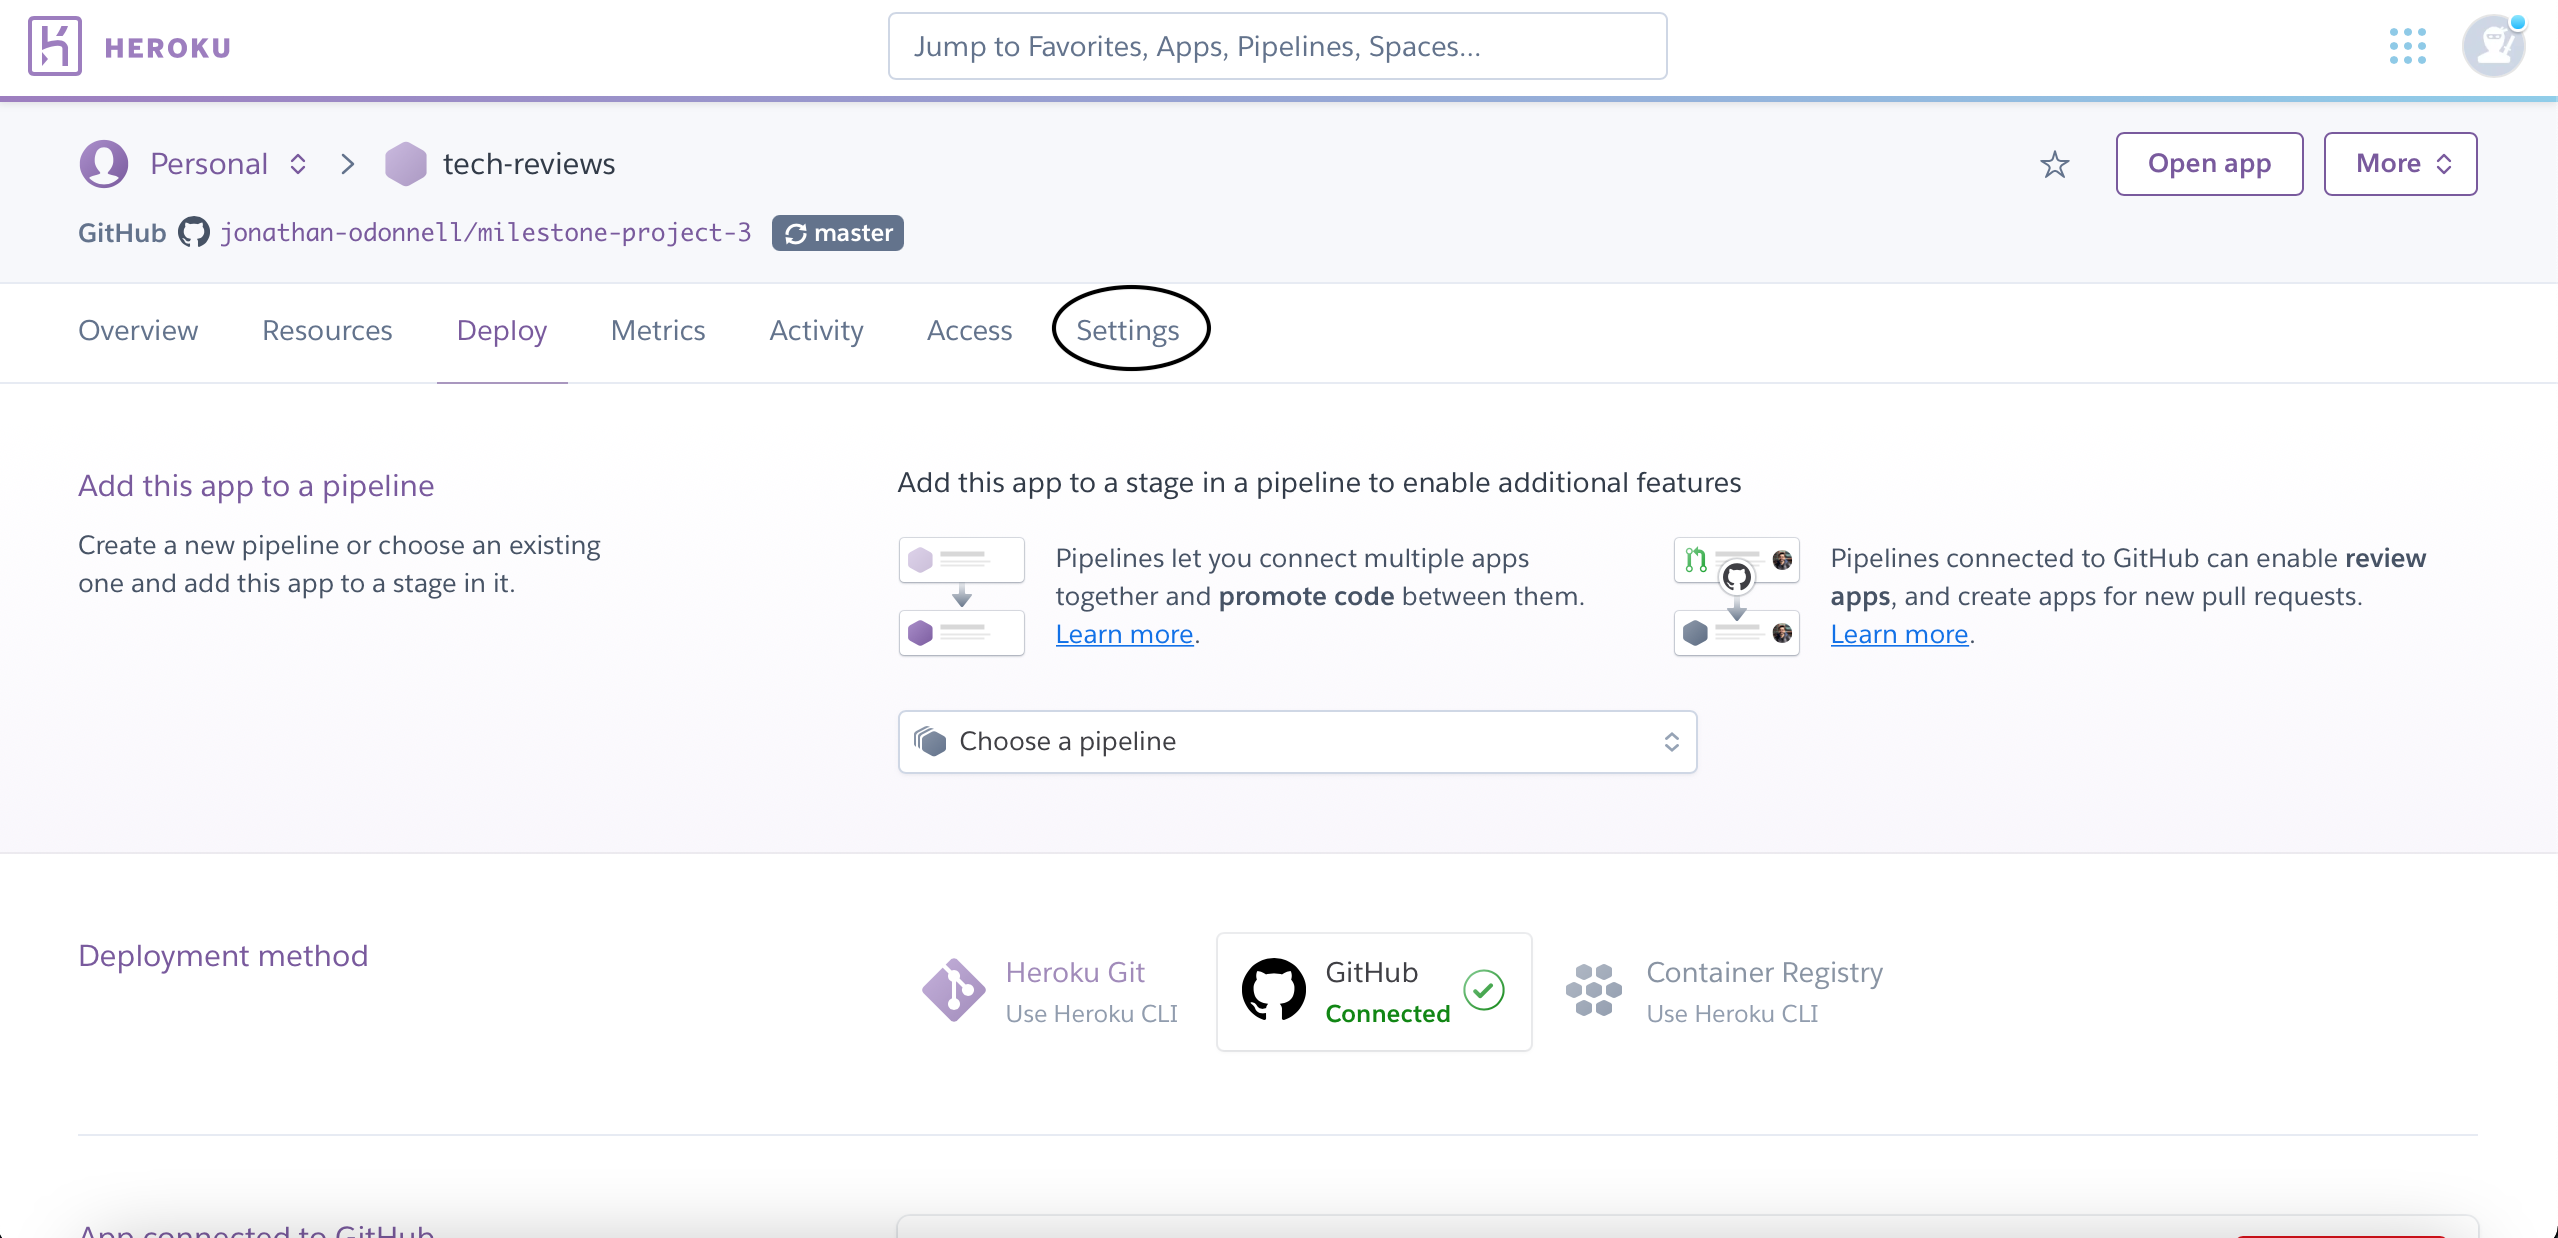 HEROKU
Jump to Favorites, Apps, Pipelines, Spaces...
Personal
tech-reviews
Open app
More
GitHub jonathan-odonnell/milestone-project-3 master
Overview Resources Deploy Metrics Activity Access Settings
Add this app to a pipeline
Create a new pipeline or choose an existing
one and add this app to a stage in it.
Add this app to a stage in a pipeline to enable additional features
Pipelines let you connect multiple apps
together and promote code between them.
Learn more.
Pipelines connected to GitHub can enable review
apps, and create apps for new pull requests.
Learn more.
Choose a pipeline
Deployment method
Heroku Git
Use Heroku CLI
GitHub
Connected
Container Registry
Use Heroku CLI
App connected to GitHub